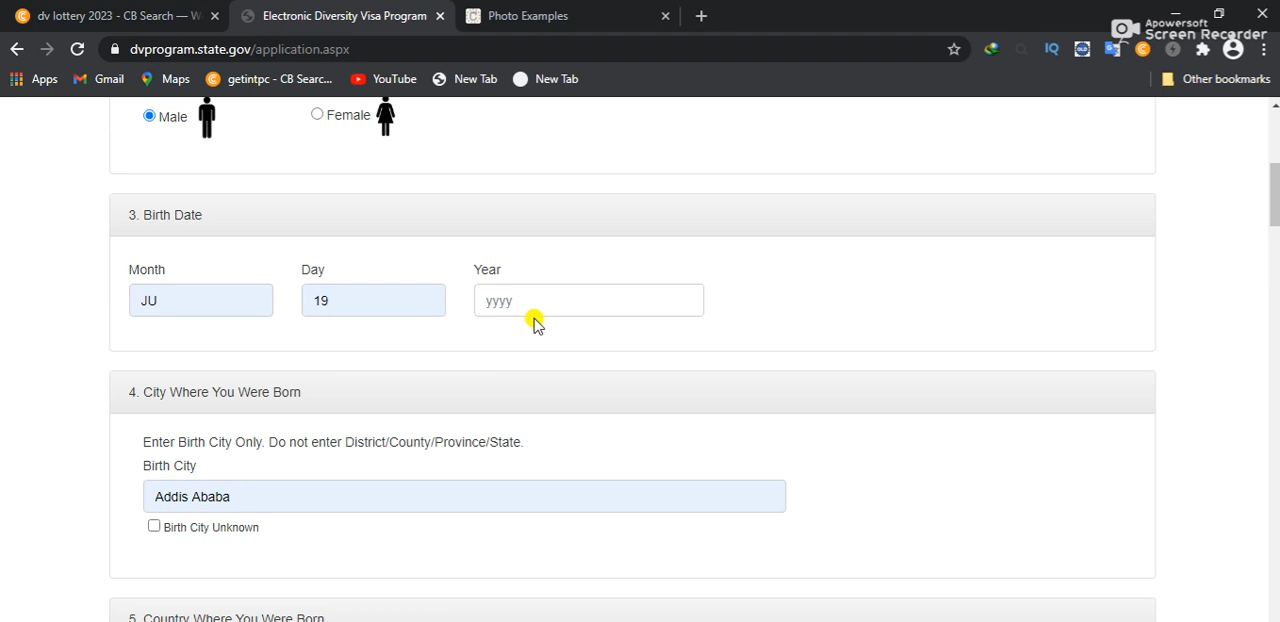 dv lottery 2023 - CB Search — W
Electronic Diversity Visa Program
Photo Examples
Apowersoft
Screen Recorder
dvprogram.state.gov/application.aspx
IQ
Apps
Gmail
Maps
getintpc - CB Searc...
YouTube
New Tab
New Tab
Other bookmarks
Male
Female
3. Birth Date
Month
Day
Year
JU
19
yyyy
4. City Where You Were Born
Enter Birth City Only. Do not enter District/County/Province/State.
Birth City
Addis Ababa
Birth City Unknown
5. Country Where You Were Born